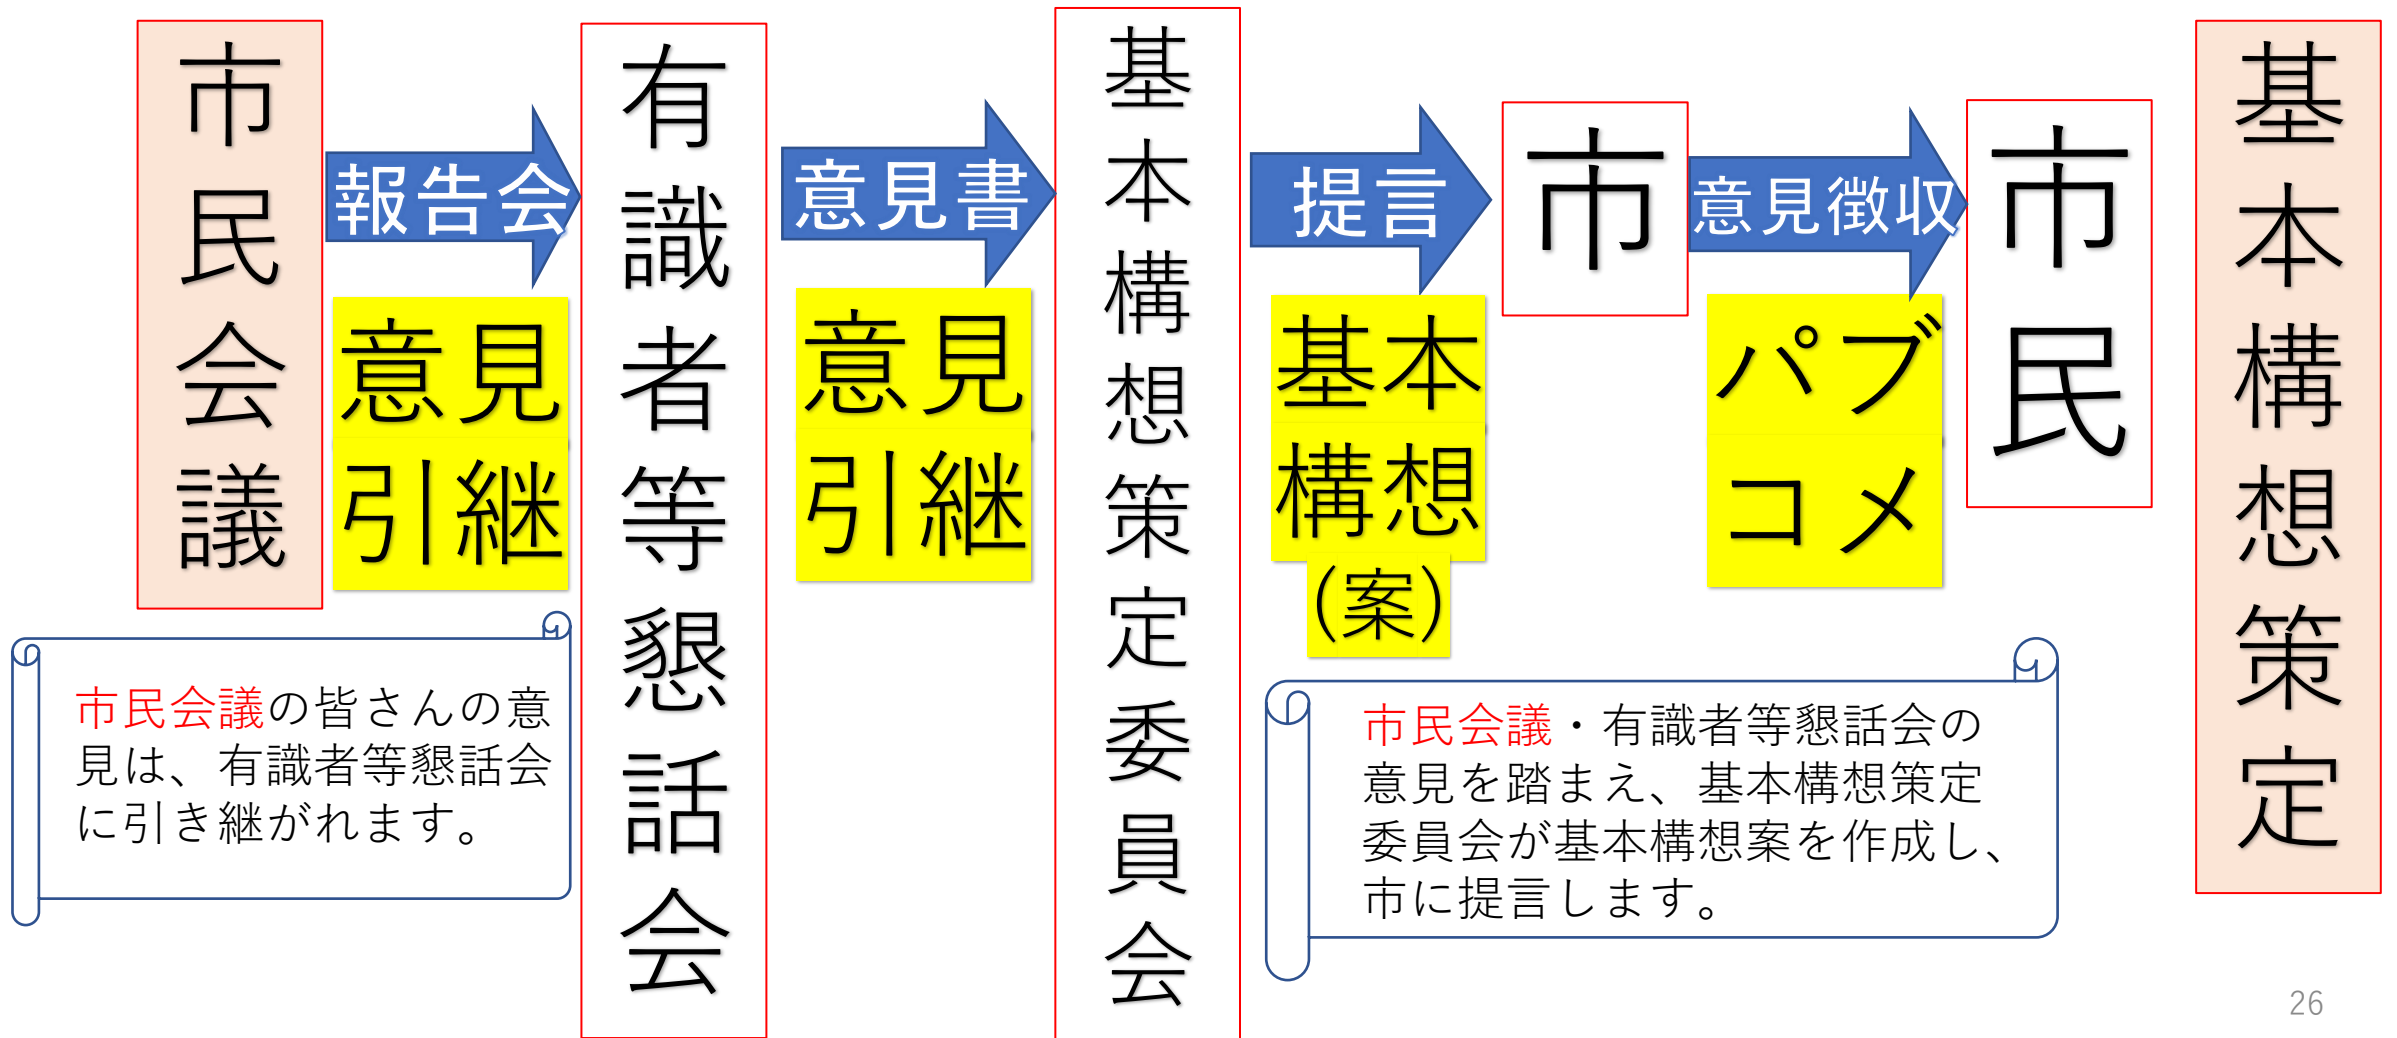 市民会議
報告会
意見
引継
有識者等懇話会
意見書
意見
引継
基本構想策定委員会
提言
基本
構想
(案)
市
意見徴収
パブ
コメ
市民
基本構想策定
市民会議の皆さんの意
見は、有識者等懇話会
に引き継がれます。
市民会議・有識者等懇話会の
意見を踏まえ、基本構想策定
委員会が基本構想案を作成し、
市に提言します。
26